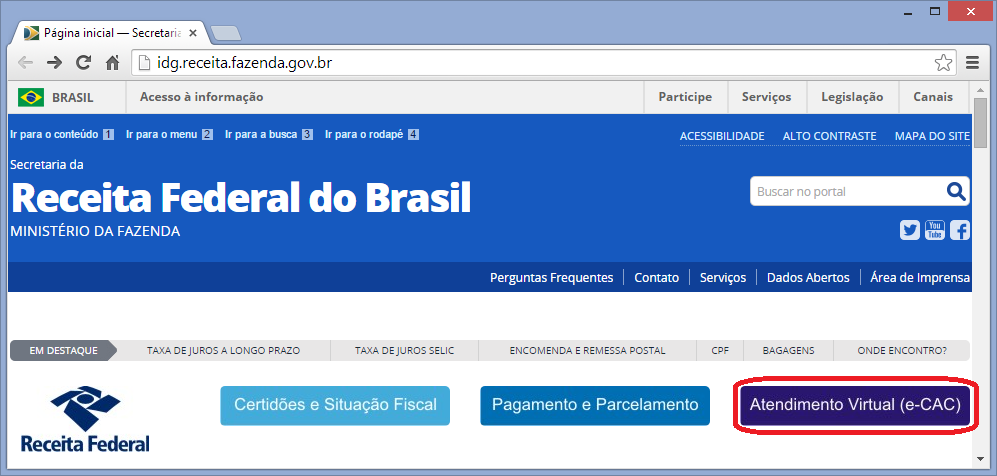 Página inicial — Secretaria
idg.receita.fazenda.gov.br
BRASIL Acesso à informação Participe Serviços Legislação Canais
Ir para o conteúdo 1 Ir para o menu 2 Ir para a busca 3 Ir para o rodapé 4
ACESSIBILIDADE ALTO CONTRASTE MAPA DO SITE
Secretaria da
Receita Federal do Brasil
MINISTÉRIO DA FAZENDA
Buscar no portal
You Tube
Perguntas Frequentes Contato Serviços Dados Abertos Área de Imprensa
EM DESTAQUE TAXA DE JUROS A LONGO PRAZO TAXA DE JUROS SELIC ENCOMENDA E REMESSA POSTAL CPF BAGAGENS ONDE ENCONTRO?
Certidões e Situação Fiscal Pagamento e Parcelamento Atendimento Virtual (e-CAC)
Receita Federal